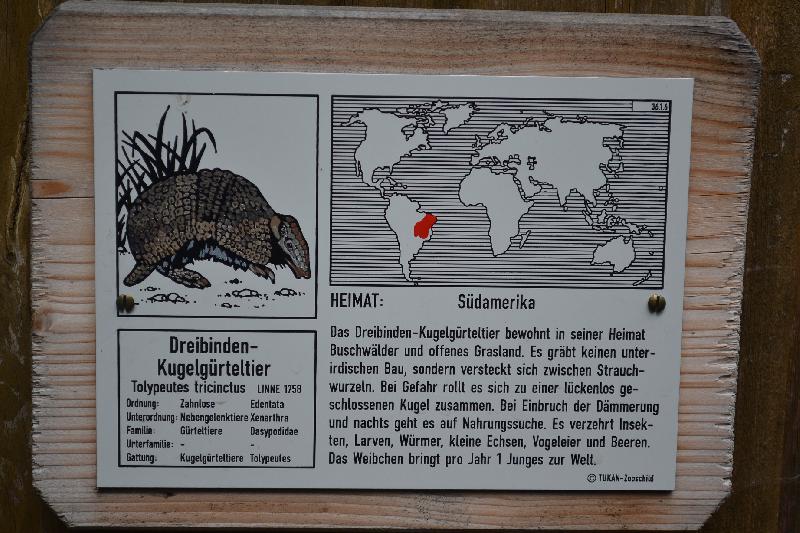 36.1.5
HEIMAT: Südamerika
Dreibinden-
Kugelgürteltier
Tolypeutes tricinctus LINNE 1758
Ordnung: Zahnlose Edentata
Unterordnung: Nebengelenktiere Xenarthra
Familie: Gürteltiere Dasypodidae
Unterfamilie: - -
Gattung: Kugelgürteltiere Tolypeutes
Das Dreibinden-Kugelgürteltier bewohnt in seiner Heimat
Buschwälder und offenes Grasland. Es gräbt keinen unter-
irdischen Bau, sondern versteckt sich zwischen Strauch-
wurzeln. Bei Gefahr rollt es sich zu einer lückenlos ge-
schlossenen Kugel zusammen. Bei Einbruch der Dämmerung
und nachts geht es auf Nahrungssuche. Es verzehrt Insek-
ten, Larven, Würmer, kleine Echsen, Vogeleier und Beeren.
Das Weibchen bringt pro Jahr 1 Junges zur Welt.
© TUKAN-Zooschild